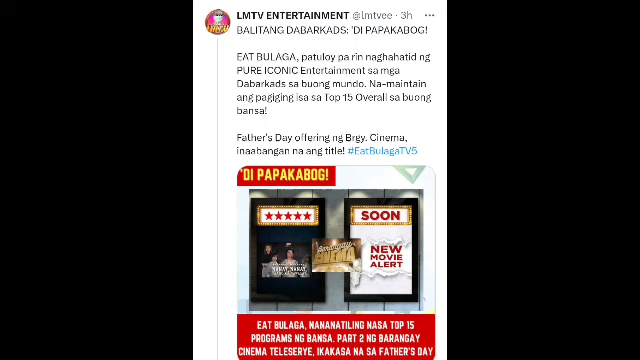 LMTV ENTERTAINMENT @lmtvee · 3h
BALITANG DABARKADS: 'DI PAPAKABOG!
EAT BULAGA, patuloy pa rin naghahatid ng
PURE ICONIC Entertainment sa mga
Dabarkads sa buong mundo. Na-maintain
ang pagiging isa sa Top 15 Overall sa buong
bansa!
Father's Day offering ng Brgy. Cinema,
inaabangan na ang title! #EatBulagaTV5
'DI PAPAKABOG!
SOON
NANAY, NANAY
Barangay
CINEMA
NEW
MOVIE
ALERT
EAT BULAGA, NANANATILING NASA TOP 15
PROGRAMS NG BANSA. PART 2 NG BARANGAY
CINEMA TELESERYE, IKAKASA NA SA FATHER'S DAY